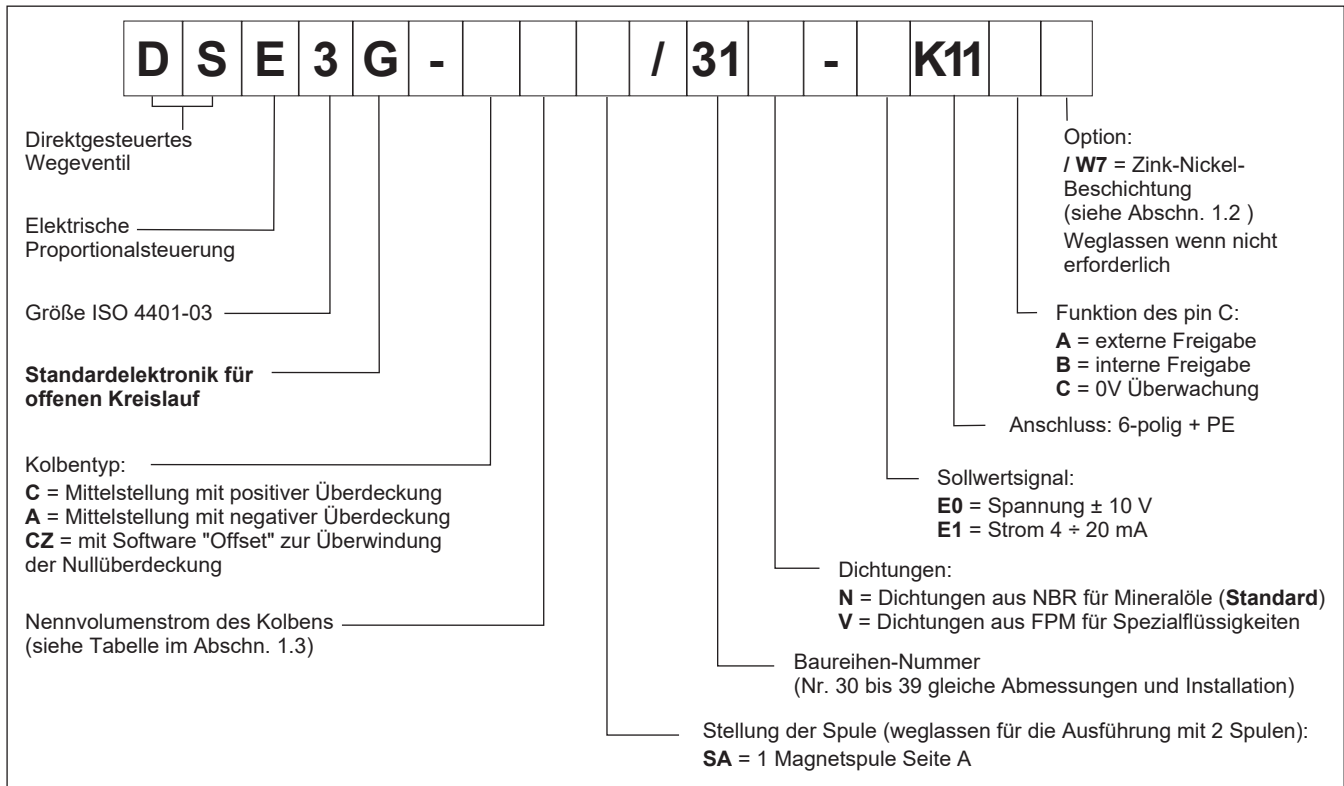 D S E 3 G - / 31 - K11
Direktgesteuertes
Wegeventil
Elektrische
Proportionalsteuerung
Größe ISO 4401-03
Standardelektronik für
offenen Kreislauf
Kolbentyp:
C = Mittelstellung mit positiver Überdeckung
A = Mittelstellung mit negativer Überdeckung
CZ = mit Software "Offset" zur Überwindung
der Nullüberdeckung
Nennvolumenstrom des Kolbens
(siehe Tabelle im Abschn. 1.3)
Option:
/ W7 = Zink-Nickel-
Beschichtung
(siehe Abschn. 1.2 )
Weglassen wenn nicht
erforderlich
Funktion des pin C:
A = externe Freigabe
B = interne Freigabe
C = 0V Überwachung
Anschluss: 6-polig + PE
Sollwertsignal:
E0 = Spannung ± 10 V
E1 = Strom 4 ÷ 20 mA
Dichtungen:
N = Dichtungen aus NBR für Mineralöle (Standard)
V = Dichtungen aus FPM für Spezialflüssigkeiten
Baureihen-Nummer
(Nr. 30 bis 39 gleiche Abmessungen und Installation)
Stellung der Spule (weglassen für die Ausführung mit 2 Spulen):
SA = 1 Magnetspule Seite A